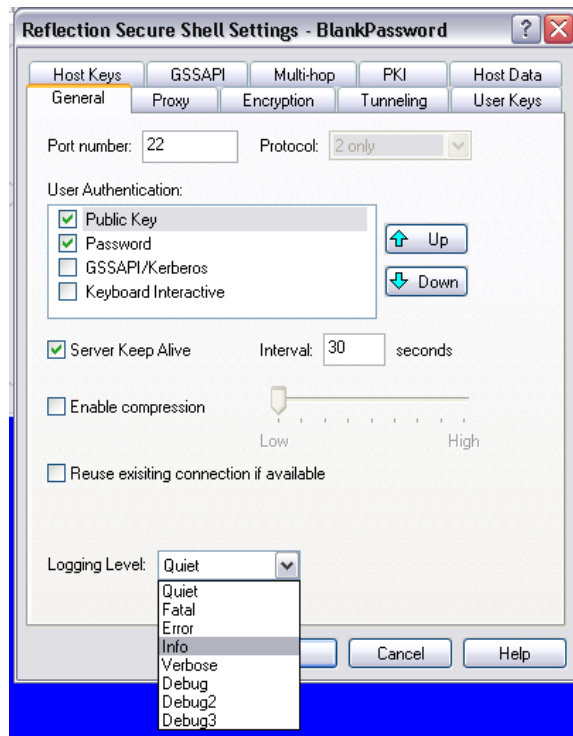 Reflection Secure Shell Settings - BlankPassword
Host Keys GSSAPI Multi-hop PKI Host Data
General Proxy Encryption Tunneling User Keys
Port number: 22 Protocol: 2 only
User Authentication:
Public Key
Password
GSSAPI/Kerberos
Keyboard Interactive
Up
Down
Server Keep Alive Interval: 30 seconds
Enable compression
Low High
Reuse exisiting connection if available
Logging Level: Quiet
Quiet
Fatal
Error
Info
Verbose
Debug
Debug2
Debug3
Cancel Help